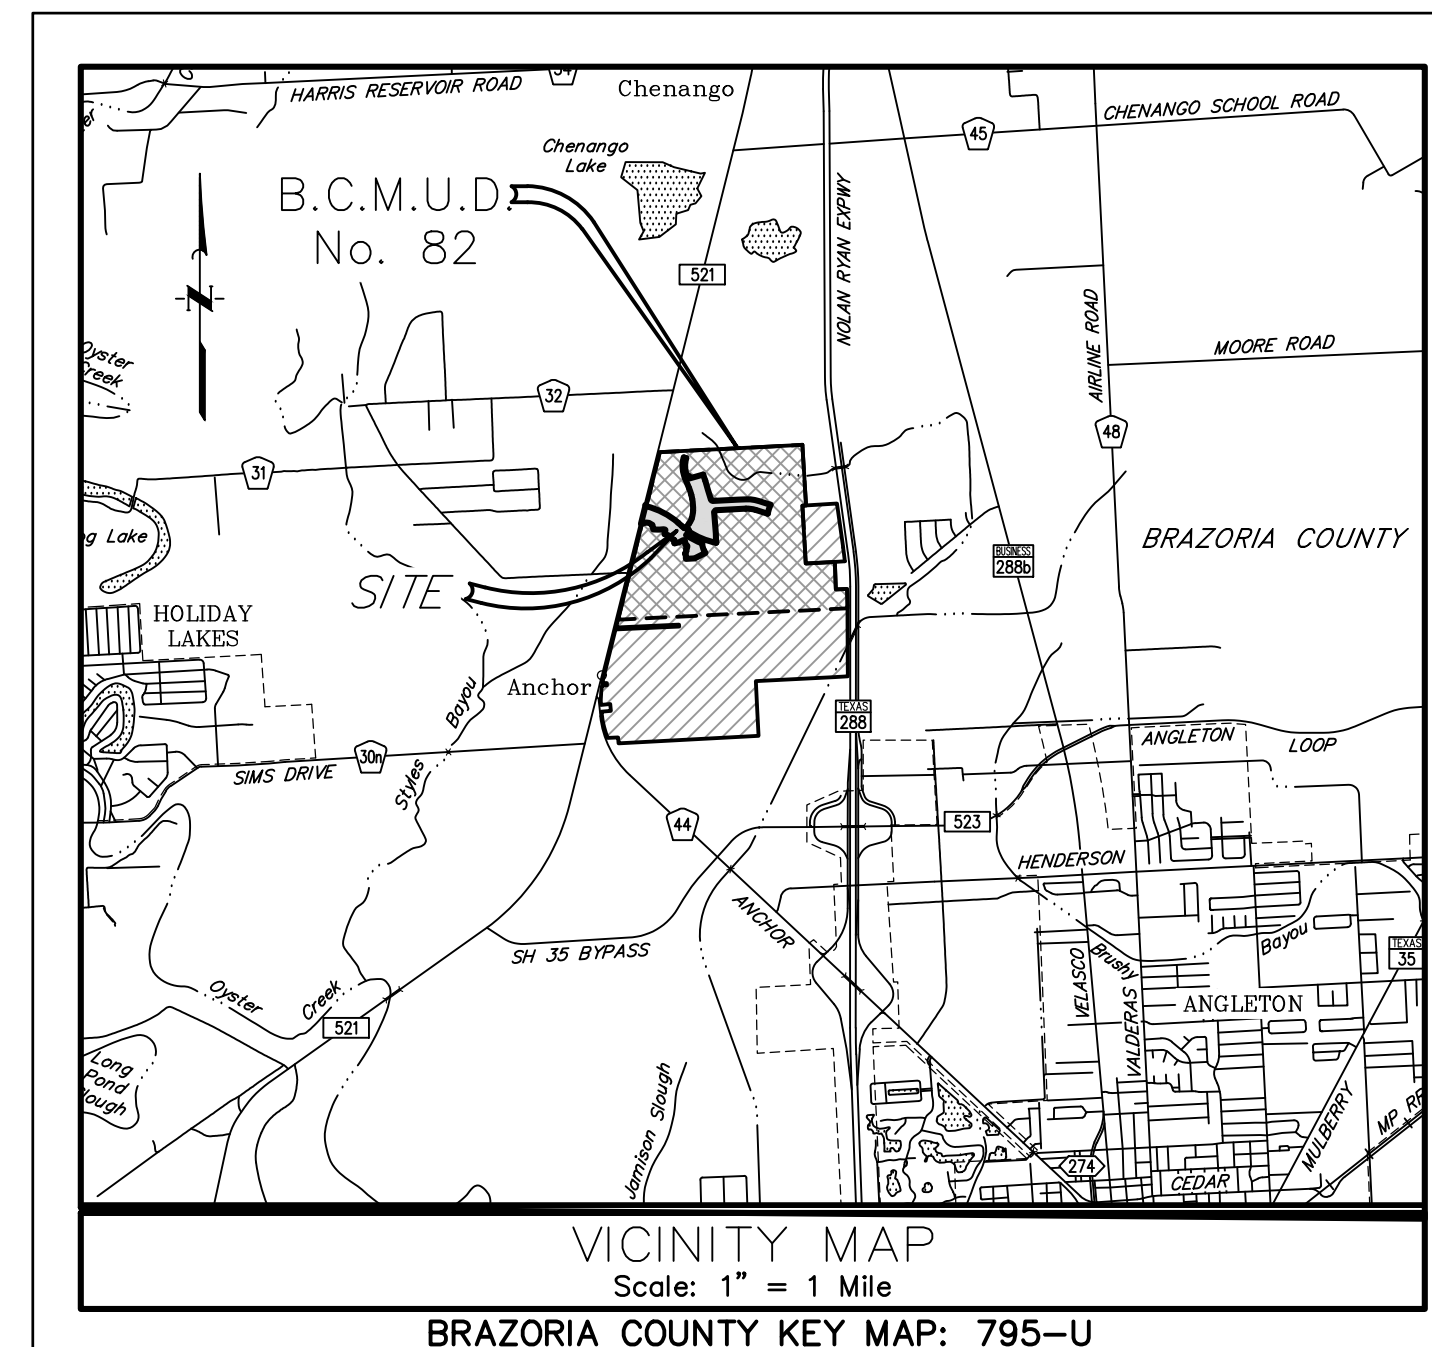 HARRIS RESERVOIR ROAD
Chenango
CHENANGO SCHOOL ROAD
45
Chenango
Lake
B.C.M.U.D.
No. 82
521
NOLAN RYAN EXPWY
N
AIRLINE ROAD
MOORE ROAD
Oyster
Creek
32
48
31
BRAZORIA COUNTY
Lake
BUSINESS
288b
SITE
HOLIDAY
LAKES
Anchor
Bayou
Styles
TEXAS
288
ANGLETON
LOOP
30n
SIMS DRIVE
44
523
HENDERSON
ANCHOR
SH 35 BYPASS
Bayou
Brushy
TEXAS
35
VELASCO
VALDERAS
ANGLETON
Oyster
Creek
521
Long
Pond
Slough
Jamison Slough
MULBERRY
MP RR
274
CEDAR
VICINITY MAP
Scale: 1" = 1 Mile
BRAZORIA COUNTY KEY MAP: 795-U